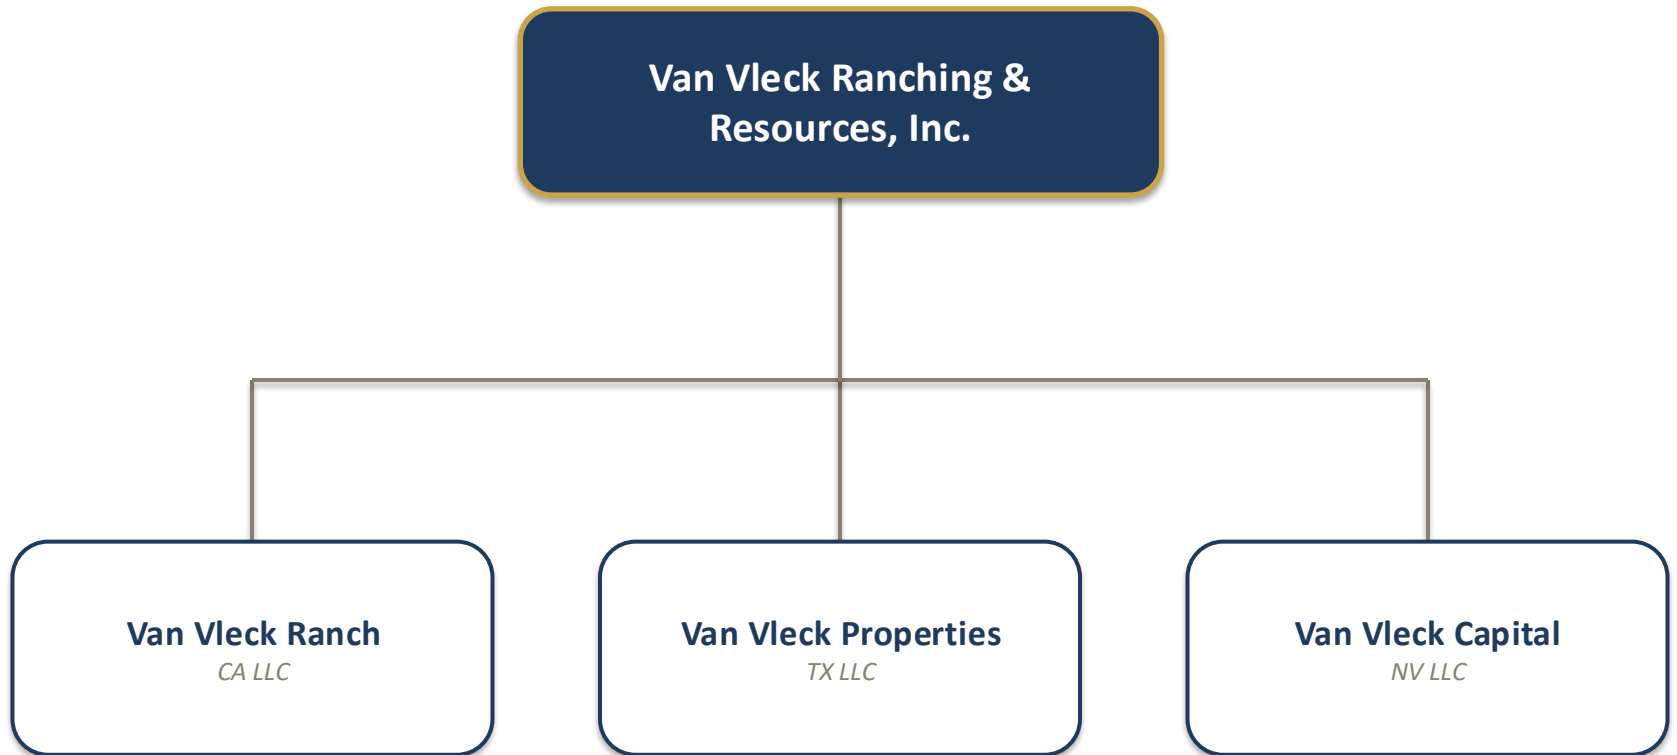 Van Vleck Ranching &
Resources, Inc.
Van Vleck Ranch
CA LLC
Van Vleck Properties
TX LLC
Van Vleck Capital
NV LLC